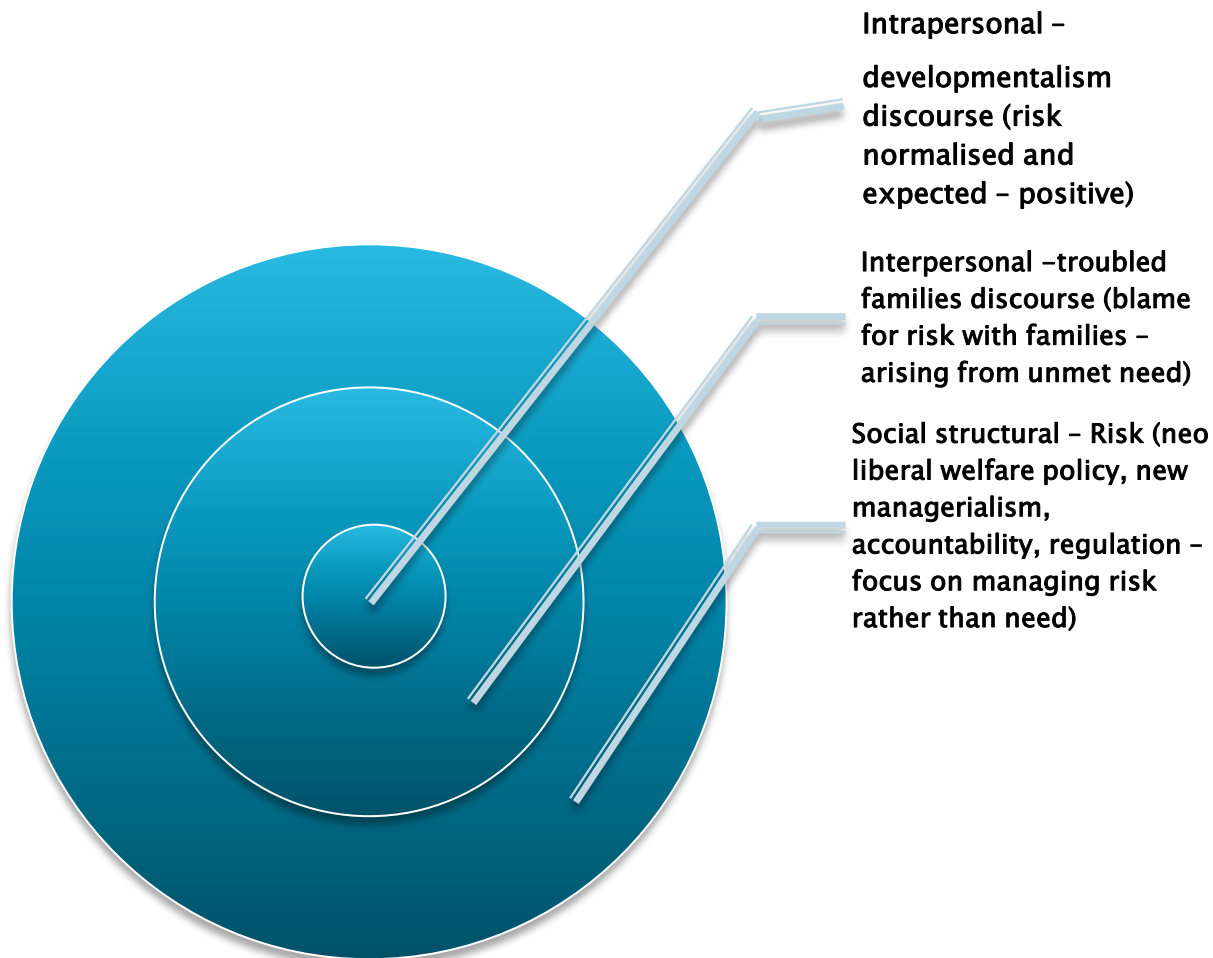 Intrapersonal –
developmentalism
discourse (risk
normalised and
expected – positive)
Interpersonal –troubled
families discourse (blame
for risk with families –
arising from unmet need)
Social structural – Risk (neo
liberal welfare policy, new
managerialism,
accountability, regulation –
focus on managing risk
rather than need)